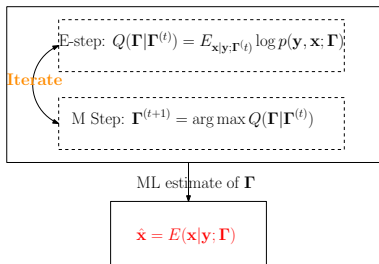 E-step: Q(Γ|Γ^(t)) = E_{x|y;Γ^(t)} log p(y, x; Γ)
Iterate
M Step: Γ^(t+1) = arg max Q(Γ|Γ^(t))
ML estimate of Γ
x̂ = E(x|y; Γ)